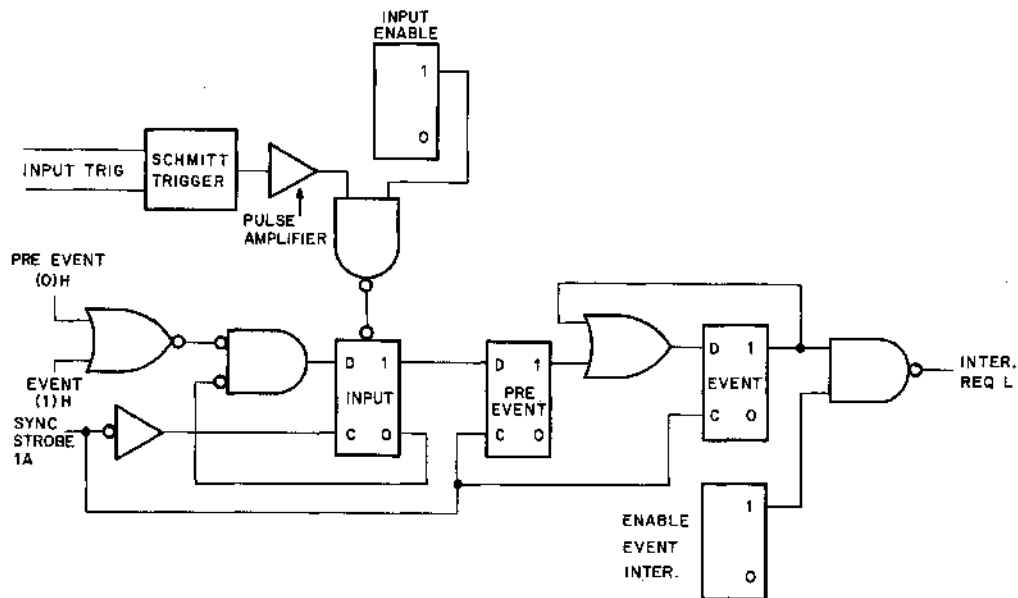 INPUT
ENABLE
1
0
INPUT TRIG
SCHMITT
TRIGGER
PULSE
AMPLIFIER
PRE EVENT
(0)H
EVENT
(1)H
SYNC
STROBE
1A
D 1
INPUT
C 0
D 1
PRE
EVENT
C 0
D 1
EVENT
C 0
INTER.
REQ L
ENABLE
EVENT
INTER.
1
0